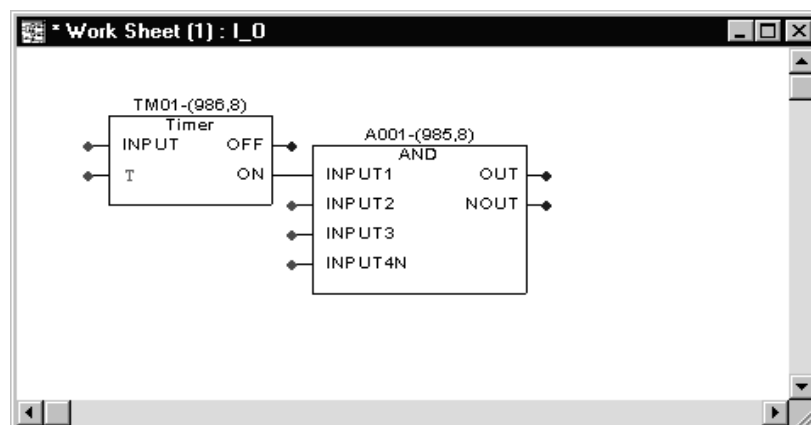 * Work Sheet (1) : I_O
TM01-(986,8)
Timer
INPUT OFF
T ON
A001-(985,8)
AND
INPUT1 OUT
INPUT2 NOUT
INPUT3
INPUT4N